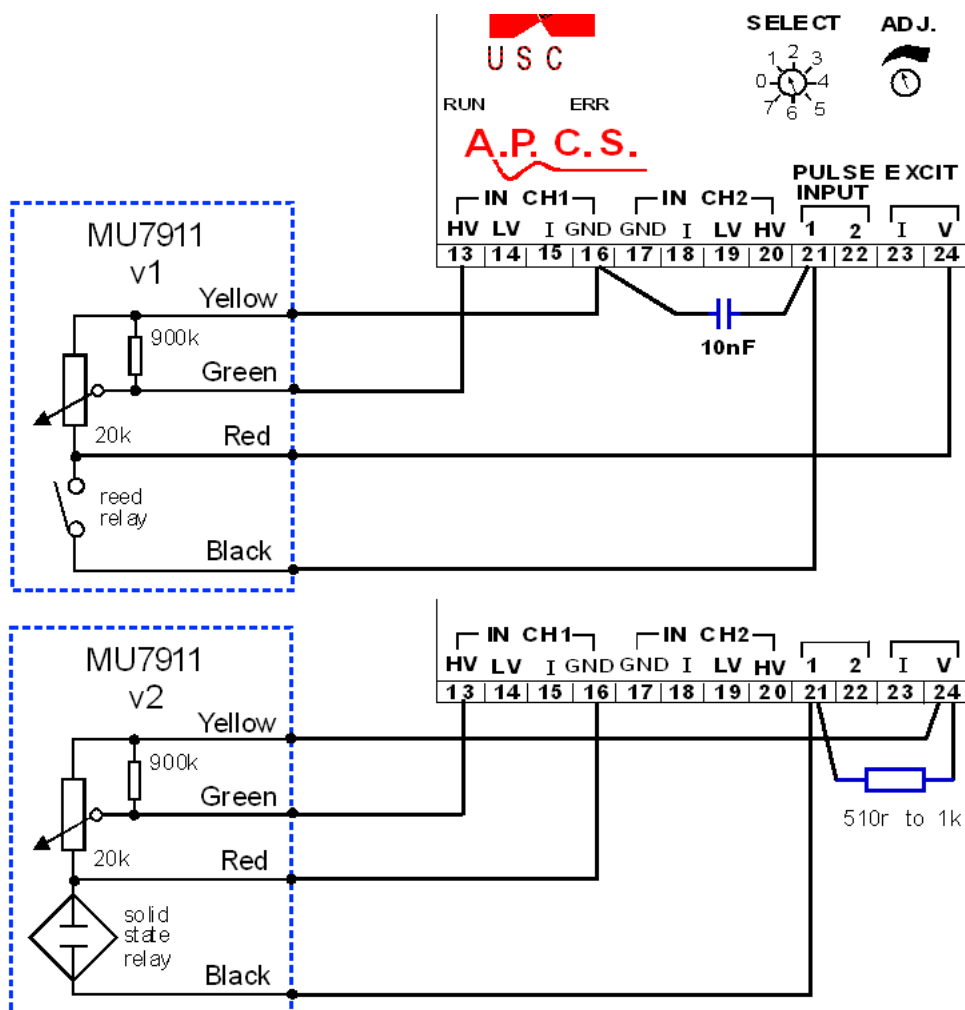 SELECT ADJ.
1 2 3
0 4
7 6 5
USC
RUN ERR
A.P.C.S.
PULSE EXCIT
INPUT
IN CH1 IN CH2
HV LV I GND GND I LV HV 1 2 I V
13 14 15 16 17 18 19 20 21 22 23 24
10nF
MU7911
v1
Yellow
900k
Green
20k
Red
reed
relay
Black
IN CH1 IN CH2
HV LV I GND GND I LV HV 1 2 I V
13 14 15 16 17 18 19 20 21 22 23 24
510r to 1k
MU7911
v2
Yellow
900k
Green
20k
Red
solid
state
relay
Black